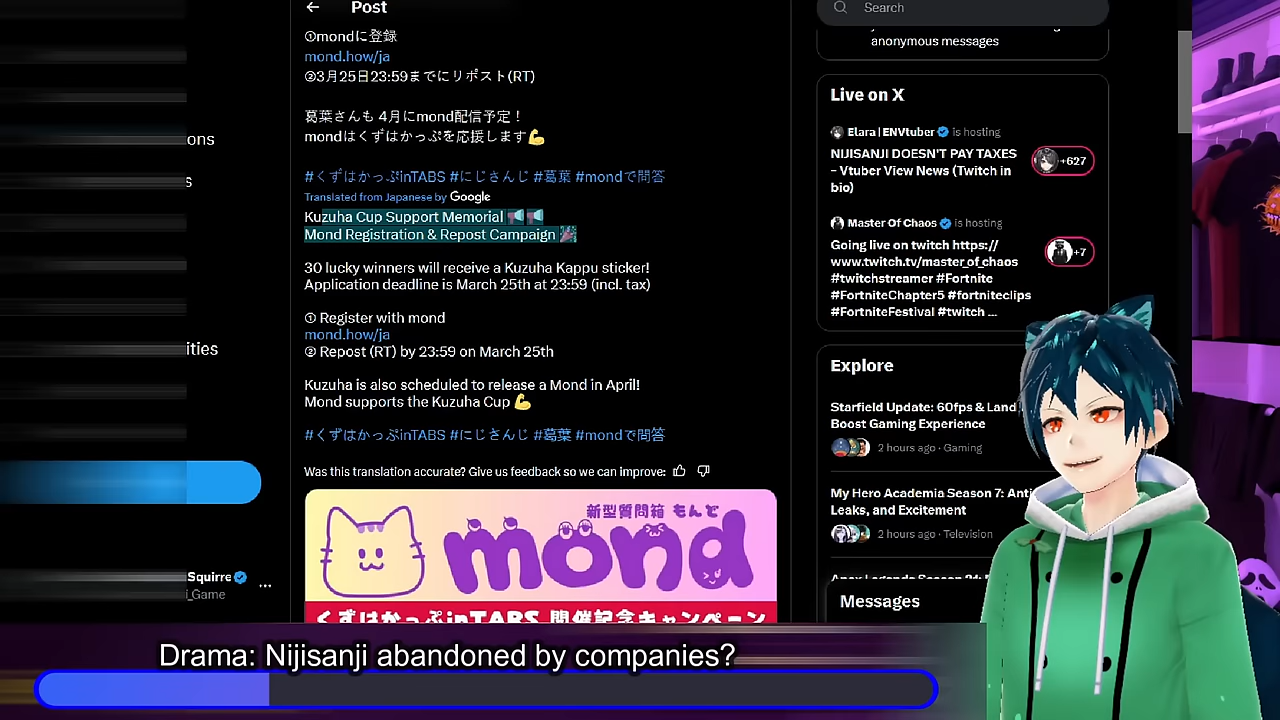 Post
①mondに登録
mond.how/ja
②3月25日23:59までにリポスト(RT)
葛葉さんも 4月にmond配信予定！
mondはくずはかっぷを応援します💪
#くずはかっぷinTABS #にじさんじ #葛葉 #mondで問答
Translated from Japanese by Google
Kuzuha Cup Support Memorial 📢📢
Mond Registration & Repost Campaign 🎉
30 lucky winners will receive a Kuzuha Kappu sticker!
Application deadline is March 25th at 23:59 (incl. tax)
① Register with mond
mond.how/ja
② Repost (RT) by 23:59 on March 25th
Kuzuha is also scheduled to release a Mond in April!
Mond supports the Kuzuha Cup 💪
#くずはかっぷinTABS #にじさんじ #葛葉 #mondで問答
Was this translation accurate? Give us feedback so we can improve:
新型質問箱 もんど
mond
くずはかっぷinTABS 開催記念キャンペーン
ons
s
ities
Squirre
i_Game
Search
anonymous messages
Live on X
Elara | ENVtuber is hosting
NIJISANJI DOESN'T PAY TAXES
- Vtuber View News (Twitch in
bio)
+627
Master Of Chaos is hosting
Going live on twitch https://
www.twitch.tv/master_of_chaos
#twitchstreamer #Fortnite
#FortniteChapter5 #fortniteclips
#FortniteFestival #twitch ...
+7
Explore
Starfield Update: 60fps & Land
Boost Gaming Experience
2 hours ago · Gaming
My Hero Academia Season 7: Anti
Leaks, and Excitement
2 hours ago · Television
Messages
Drama: Nijisanji abandoned by companies?